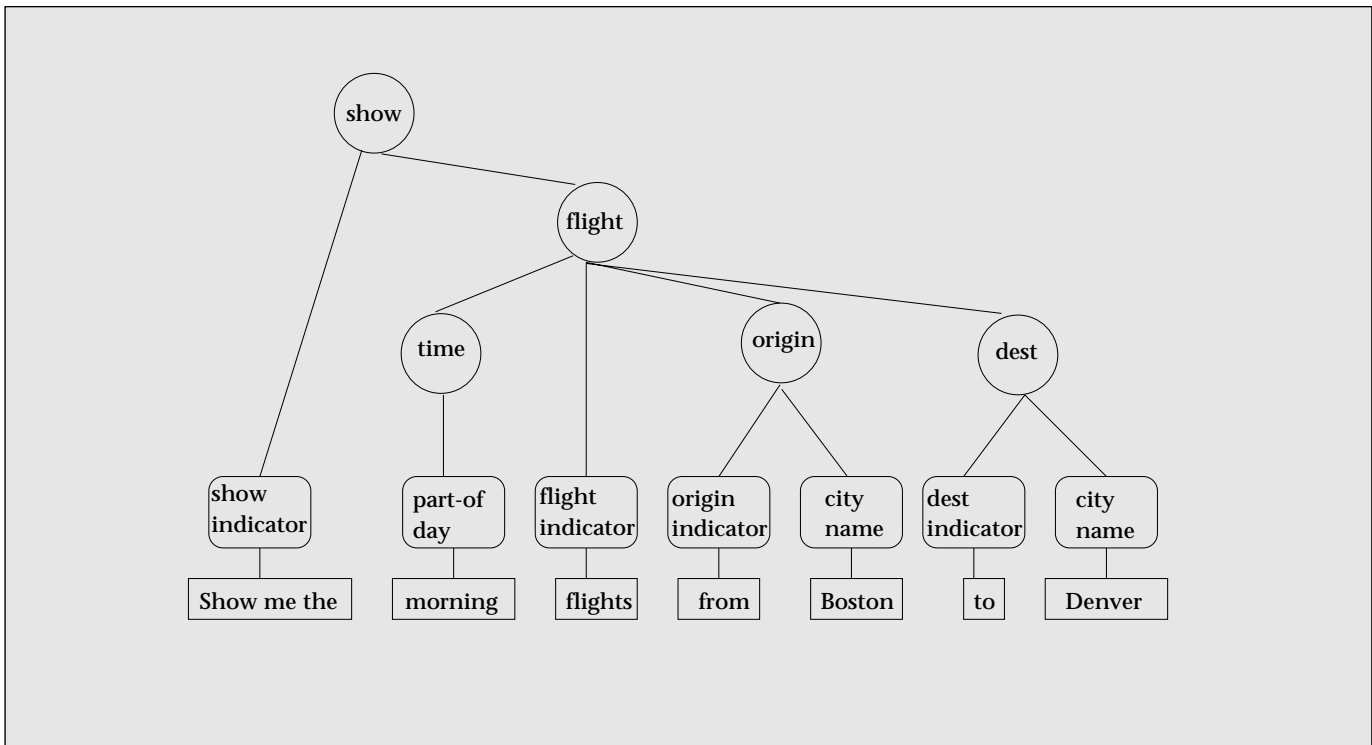 show
flight
time
origin
dest
show
indicator
part-of
day
flight
indicator
origin
indicator
city
name
dest
indicator
city
name
Show me the
morning
flights
from
Boston
to
Denver